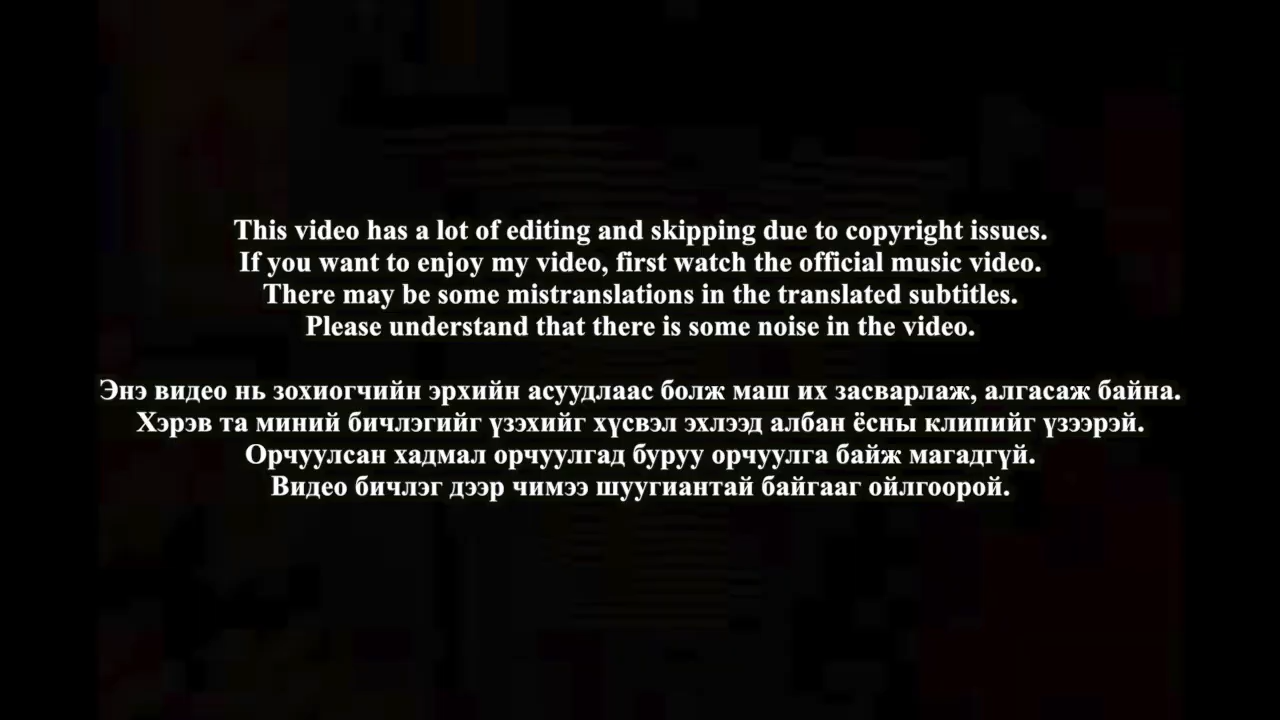 This video has a lot of editing and skipping due to copyright issues.
If you want to enjoy my video, first watch the official music video.
There may be some mistranslations in the translated subtitles.
Please understand that there is some noise in the video.
Энэ видео нь зохиогчийн эрхийн асуудлаас болж маш их засварлаж, алгасаж байна.
Хэрэв та миний бичлэгийг үзэхийг хүсвэл эхлээд албан ёсны клипийг үзээрэй.
Орчуулсан хадмал орчуулгад буруу орчуулга байж магадгүй.
Видео бичлэг дээр чимээ шуугиантай байгааг ойлгоорой.